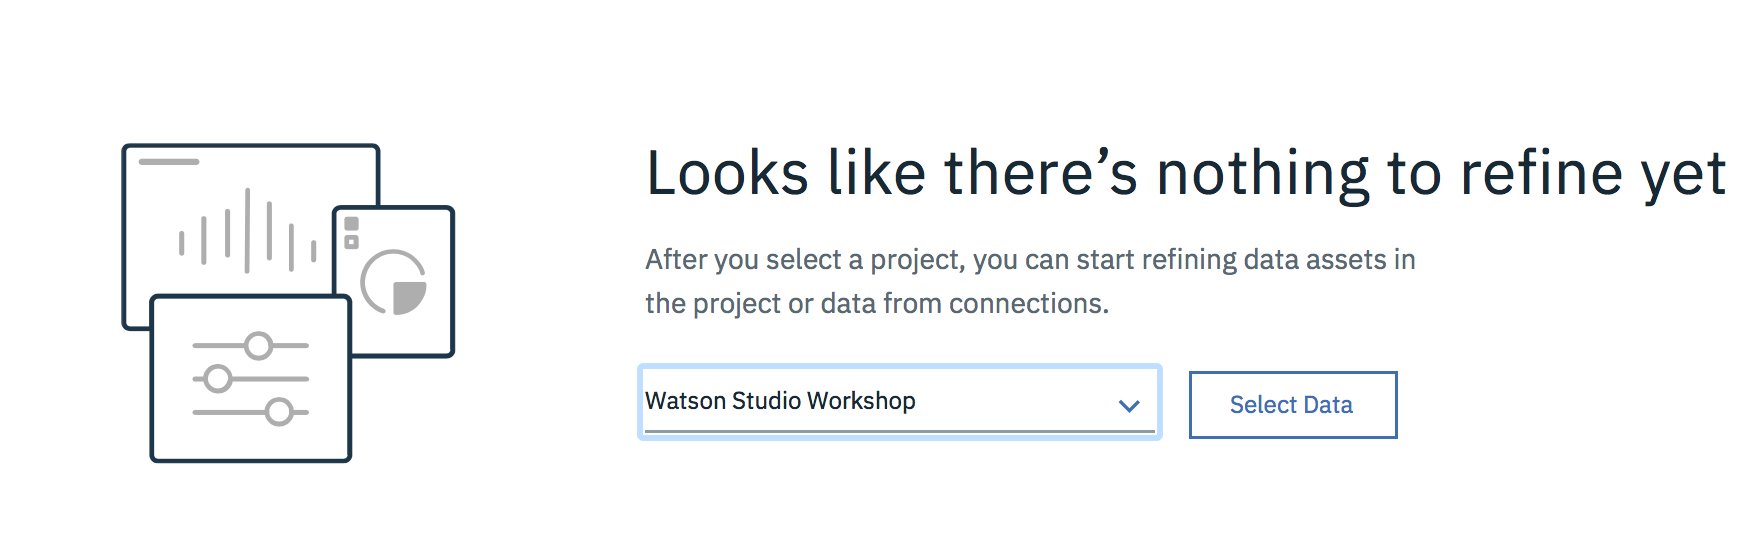 Looks like there’s nothing to refine yet
After you select a project, you can start refining data assets in
the project or data from connections.
Watson Studio Workshop
Select Data